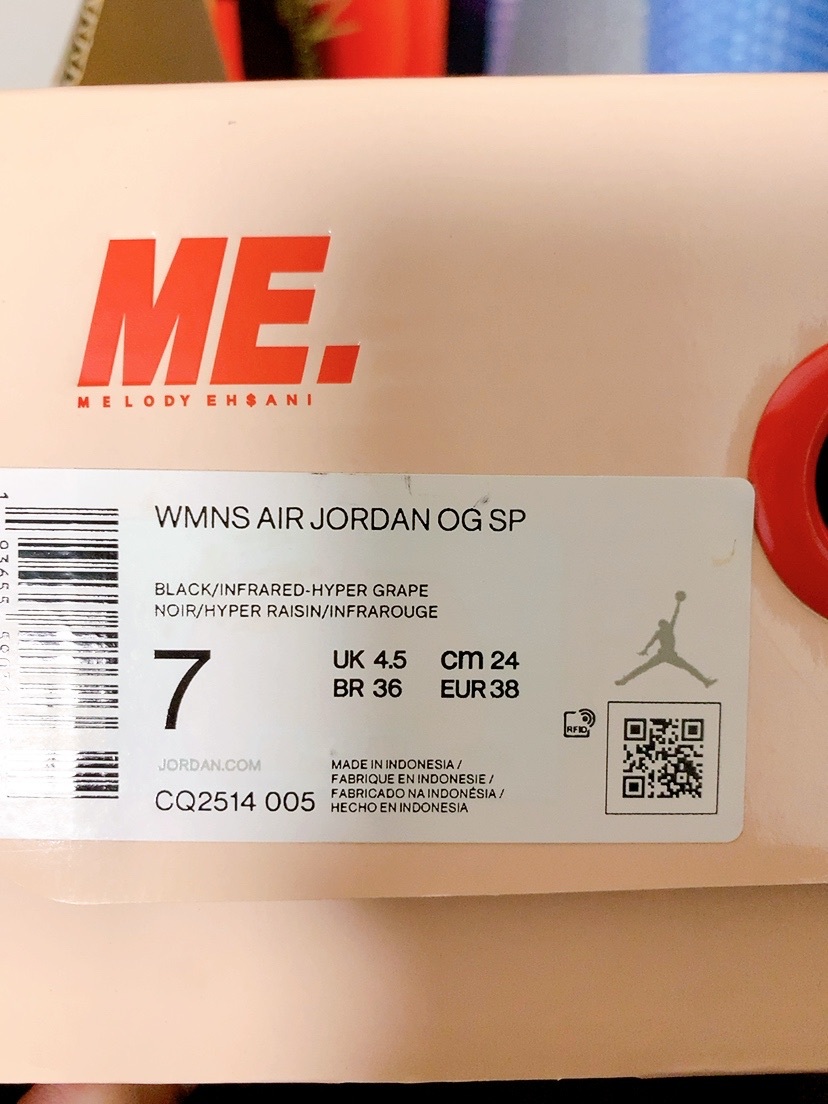 ME.
MELODY EH$ANI
WMNS AIR JORDAN OG SP
BLACK/INFRARED-HYPER GRAPE
NOIR/HYPER RAISIN/INFRAROUGE
7
UK 4.5 cm 24
BR 36 EUR 38
RFID
JORDAN.COM
CQ2514 005
MADE IN INDONESIA /
FABRIQUE EN INDONESIE /
FABRICADO NA INDONÉSIA /
HECHO EN INDONESIA